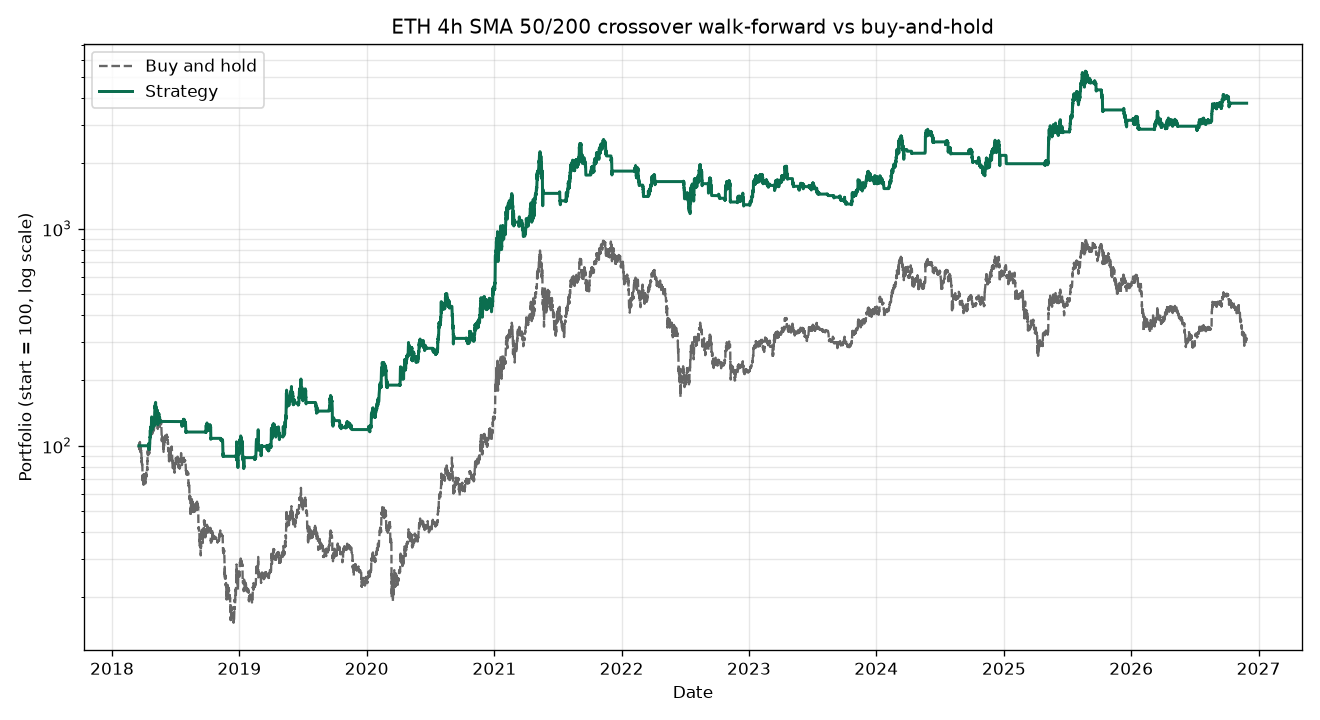 ETH 4h SMA 50/200 crossover walk-forward vs buy-and-hold
Buy and hold
Strategy
Portfolio (start = 100, log scale)
10³
10²
2018 2019 2020 2021 2022 2023 2024 2025 2026 2027
Date